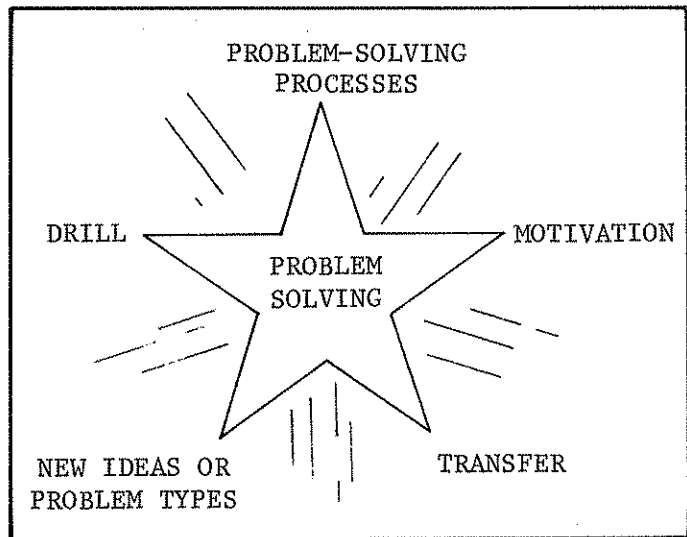 PROBLEM-SOLVING
PROCESSES
DRILL
MOTIVATION
PROBLEM
SOLVING
NEW IDEAS OR
PROBLEM TYPES
TRANSFER